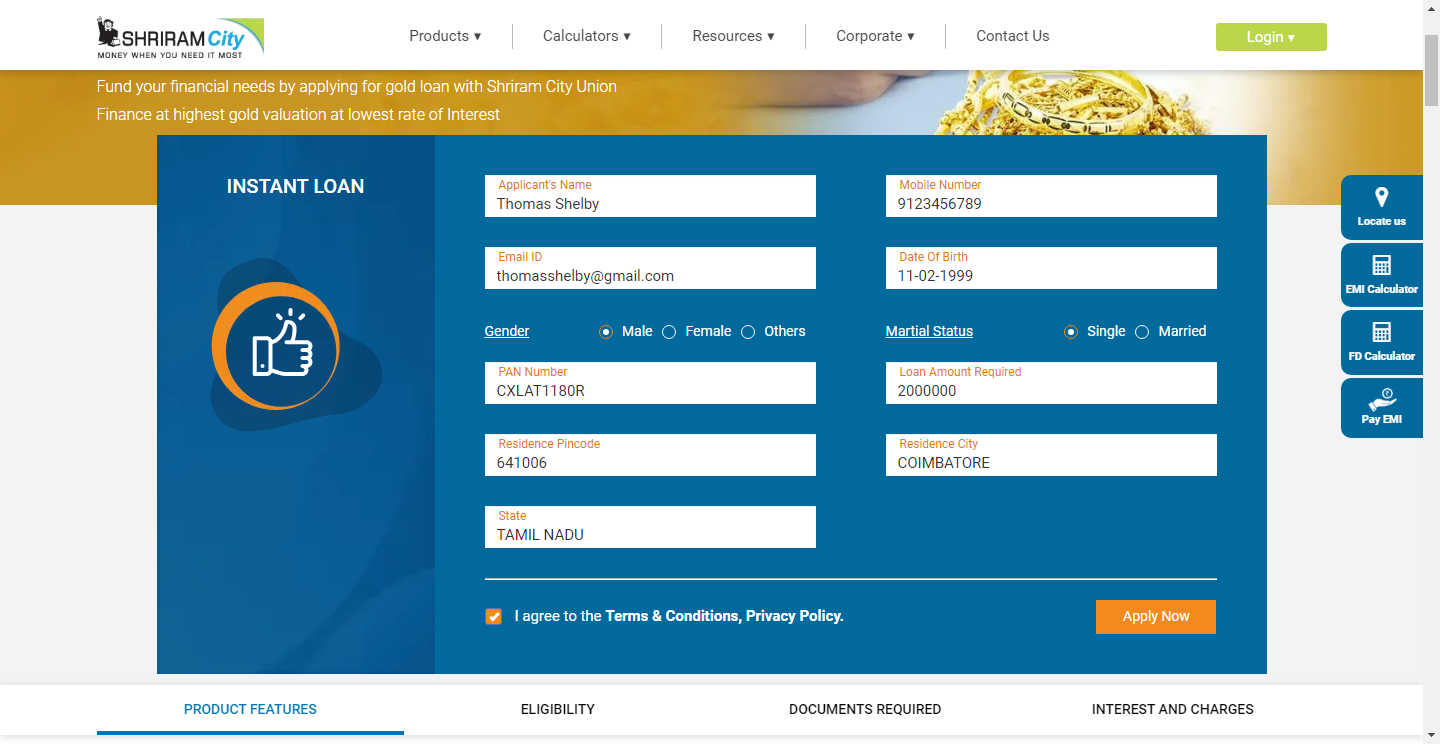 SHRIRAM City
MONEY WHEN YOU NEED IT MOST
Products ▾
Calculators ▾
Resources ▾
Corporate ▾
Contact Us
Login ▾
Fund your financial needs by applying for gold loan with Shriram City Union
Finance at highest gold valuation at lowest rate of Interest
INSTANT LOAN
Applicant's Name
Thomas Shelby
Mobile Number
9123456789
Email ID
thomasshelby@gmail.com
Date Of Birth
11-02-1999
Gender
Male
Female
Others
Martial Status
Single
Married
PAN Number
CXLAT1180R
Loan Amount Required
2000000
Residence Pincode
641006
Residence City
COIMBATORE
State
TAMIL NADU
I agree to the Terms & Conditions, Privacy Policy.
Apply Now
Locate us
EMI Calculator
FD Calculator
Pay EMI
PRODUCT FEATURES
ELIGIBILITY
DOCUMENTS REQUIRED
INTEREST AND CHARGES